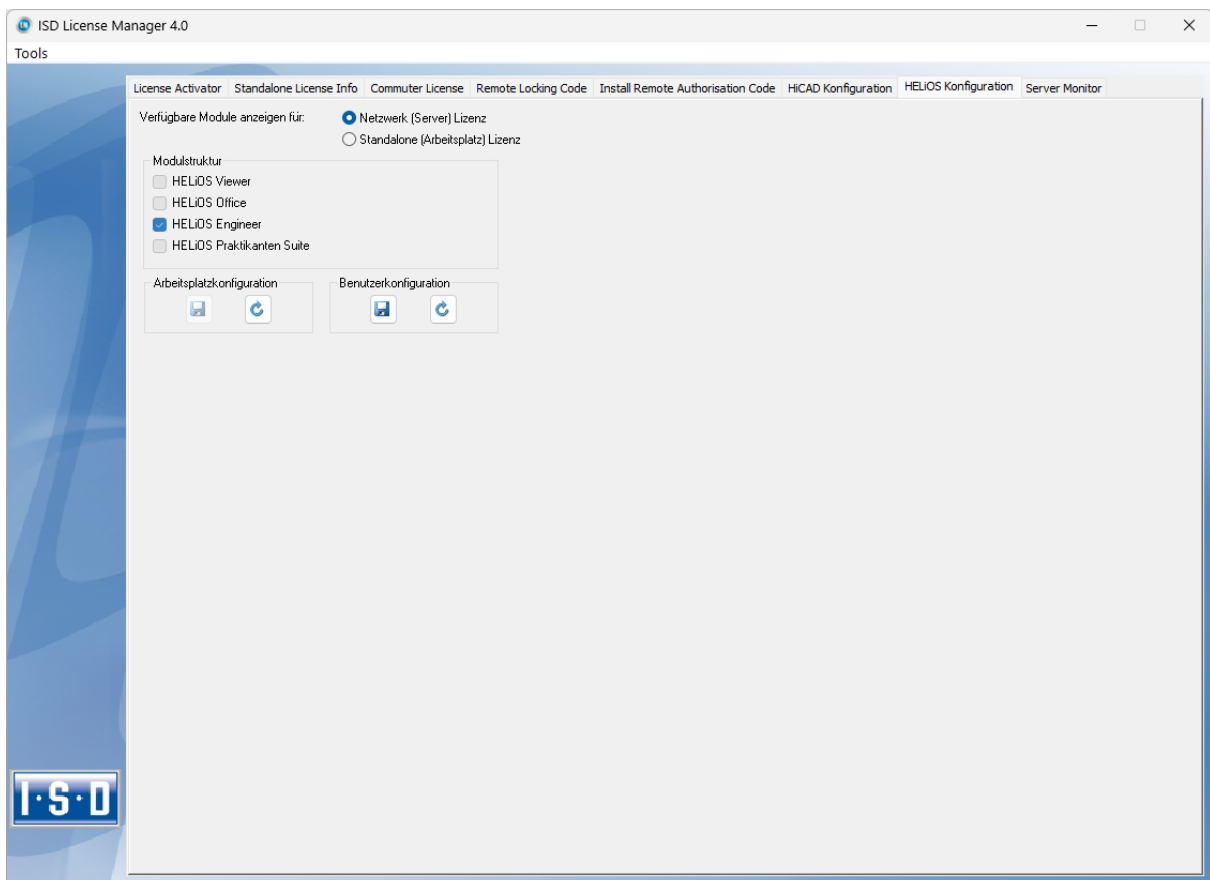 ISD License Manager 4.0
Tools
License Activator Standalone License Info Commuter License Remote Locking Code Install Remote Authorisation Code HiCAD Konfiguration HELiOS Konfiguration Server Monitor
Verfügbare Module anzeigen für: Netzwerk (Server) Lizenz
Standalone (Arbeitsplatz) Lizenz
Modulstruktur
HELiOS Viewer
HELiOS Office
HELiOS Engineer
HELiOS Praktikanten Suite
Arbeitsplatzkonfiguration Benutzerkonfiguration
I·S·D